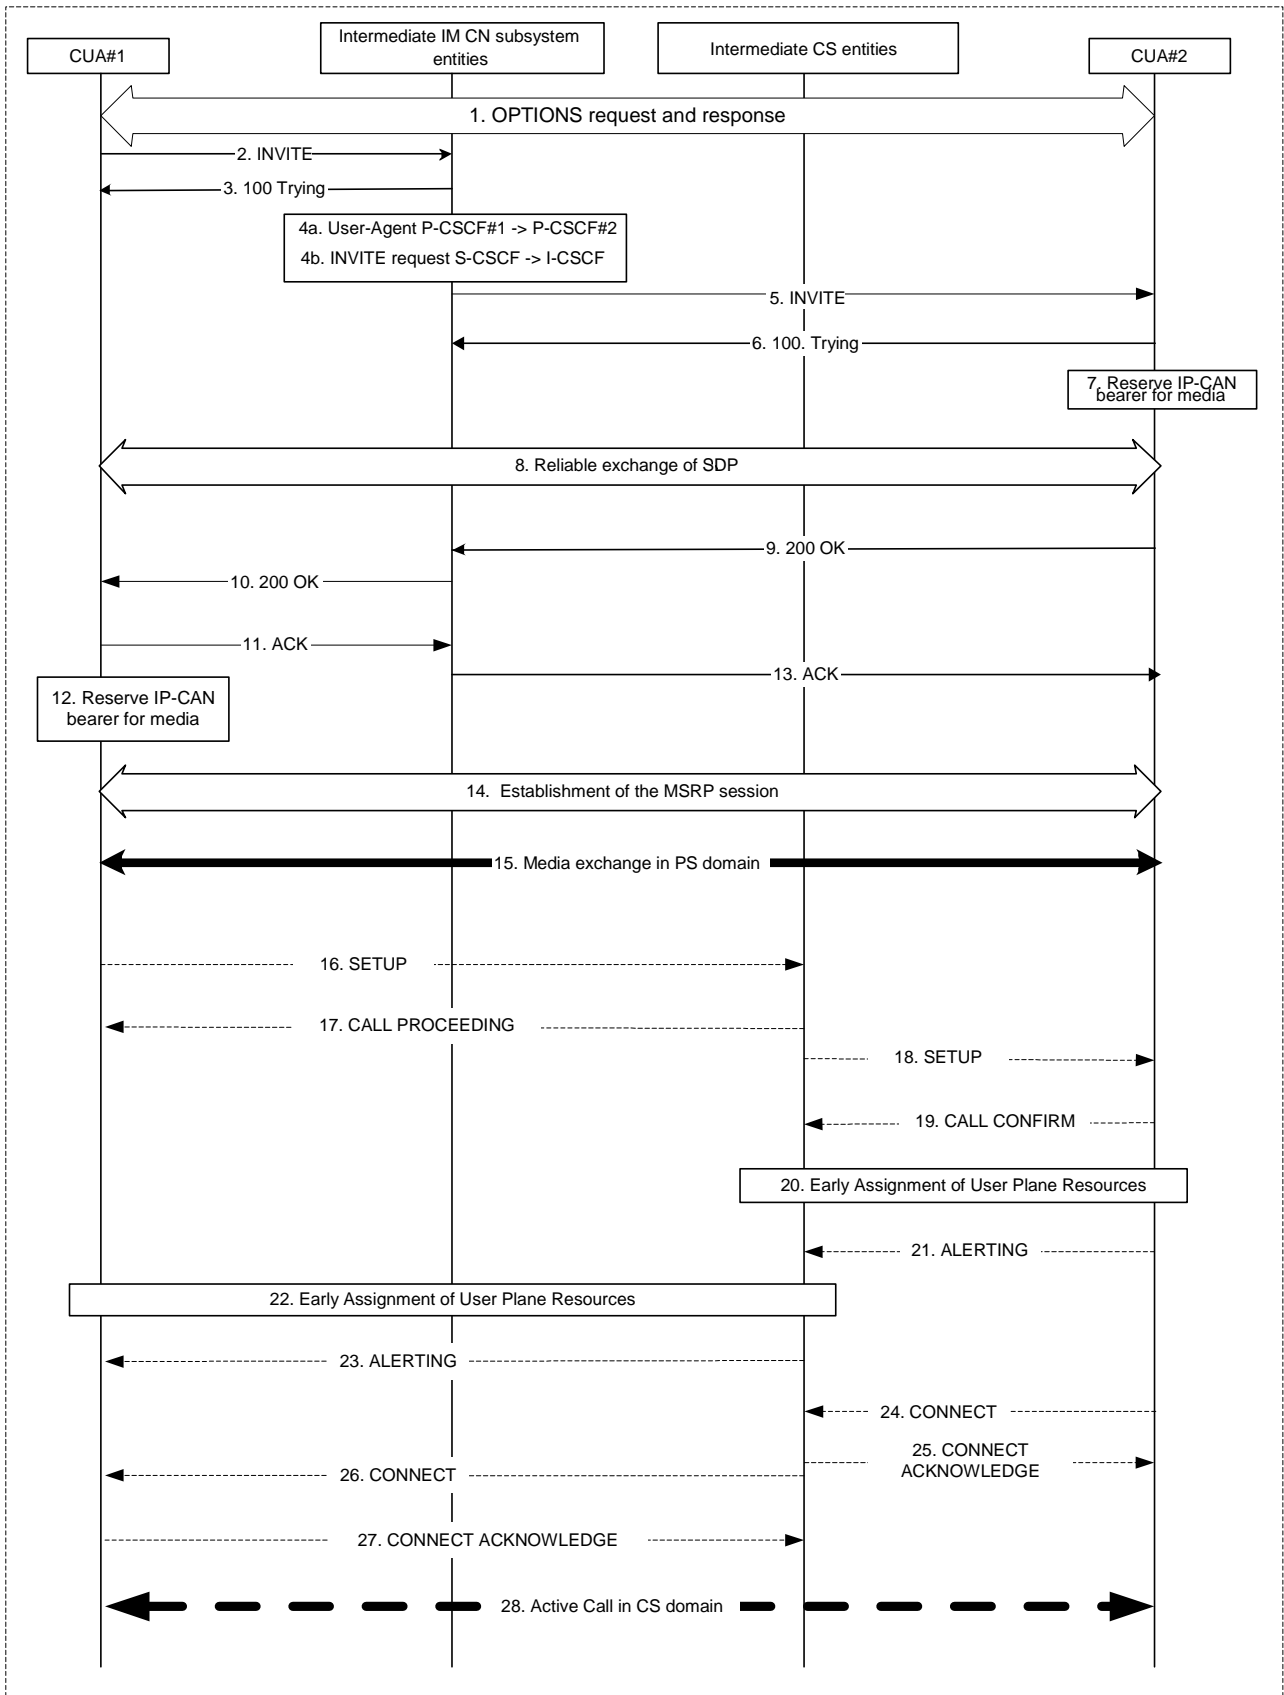 CUA#1
Intermediate IM CN subsystem
entities
Intermediate CS entities
CUA#2
1. OPTIONS request and response
2. INVITE
3. 100 Trying
4a. User-Agent P-CSCF#1 -> P-CSCF#2
4b. INVITE request S-CSCF -> I-CSCF
5. INVITE
6. 100. Trying
7. Reserve IP-CAN
bearer for media
8. Reliable exchange of SDP
9. 200 OK
10. 200 OK
11. ACK
13. ACK
12. Reserve IP-CAN
bearer for media
14. Establishment of the MSRP session
15. Media exchange in PS domain
16. SETUP
17. CALL PROCEEDING
18. SETUP
19. CALL CONFIRM
20. Early Assignment of User Plane Resources
21. ALERTING
22. Early Assignment of User Plane Resources
23. ALERTING
24. CONNECT
25. CONNECT
ACKNOWLEDGE
26. CONNECT
27. CONNECT ACKNOWLEDGE
28. Active Call in CS domain